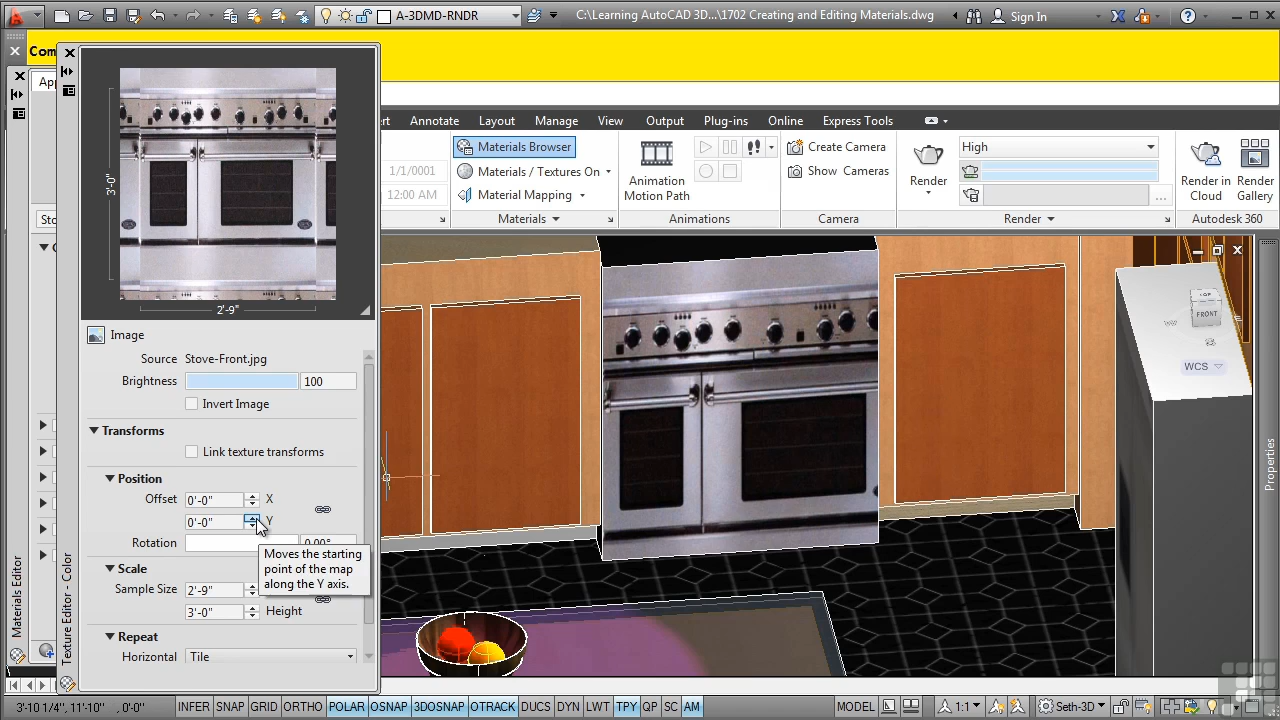 A-3DMD-RNDR
C:\Learning AutoCAD 3D...\1702 Creating and Editing Materials.dwg
Sign In
Com
App
Annotate
Layout
Manage
View
Output
Plug-ins
Online
Express Tools
Materials Browser
Materials / Textures On
Material Mapping
1/1/0001
12:00 AM
Animation
Motion Path
Create Camera
Show Cameras
Render
High
Render in
Cloud
Render
Gallery
Materials
Animations
Camera
Render
Autodesk 360
3'-0"
2'-9"
Image
Source Stove-Front.jpg
Brightness 100
Invert Image
Transforms
Link texture transforms
Position
Offset 0'-0" X
0'-0" Y
Rotation 0.00°
Moves the starting
point of the map
along the Y axis.
Scale
Sample Size 2'-9"
3'-0" Height
Repeat
Horizontal Tile
Materials Editor
Texture Editor - Color
TOP
FRONT
WCS
Properties
3'-10 1/4", 11'-10" , 0'-0"
INFER SNAP GRID ORTHO POLAR OSNAP 3DOSNAP OTRACK DUCS DYN LWT TPY QP SC AM
MODEL
1:1
Seth-3D